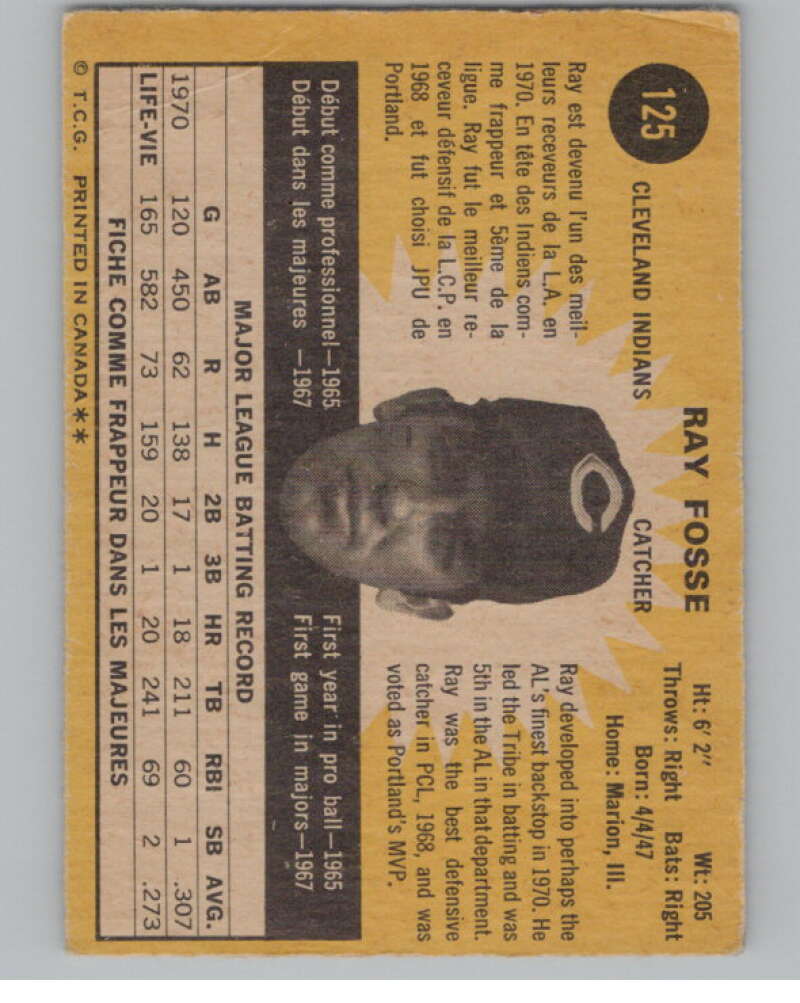 125
RAY FOSSE
CLEVELAND INDIANS CATCHER
Ht: 6' 2" Wt: 205
Throws: Right Bats: Right
Born: 4/4/47
Home: Marion, Ill.
Ray est devenu l'un des meil-
leurs receveurs de la L.A. en
1970. En tête des Indiens com-
me frappeur et 5ème de la
ligue. Ray fut le meilleur re-
ceveur défensif de la L.C.P. en
1968 et fut choisi JPU de
Portland.
C
Ray developed into perhaps the
AL's finest backstop in 1970. He
led the Tribe in batting and was
5th in the AL in that department.
Ray was the best defensive
catcher in PCL, 1968, and was
voted as Portland's MVP.
Début comme professionnel—1965
Début dans les majeures —1967
First year in pro ball—1965
First game in majors—1967
MAJOR LEAGUE BATTING RECORD
G AB R H 2B 3B HR TB RBI SB AVG.
1970 120 450 62 138 17 1 18 211 60 1 .307
LIFE-VIE 165 582 73 159 20 1 20 241 69 2 .273
FICHE COMME FRAPPEUR DANS LES MAJEURES
© T.C.G. PRINTED IN CANADA**